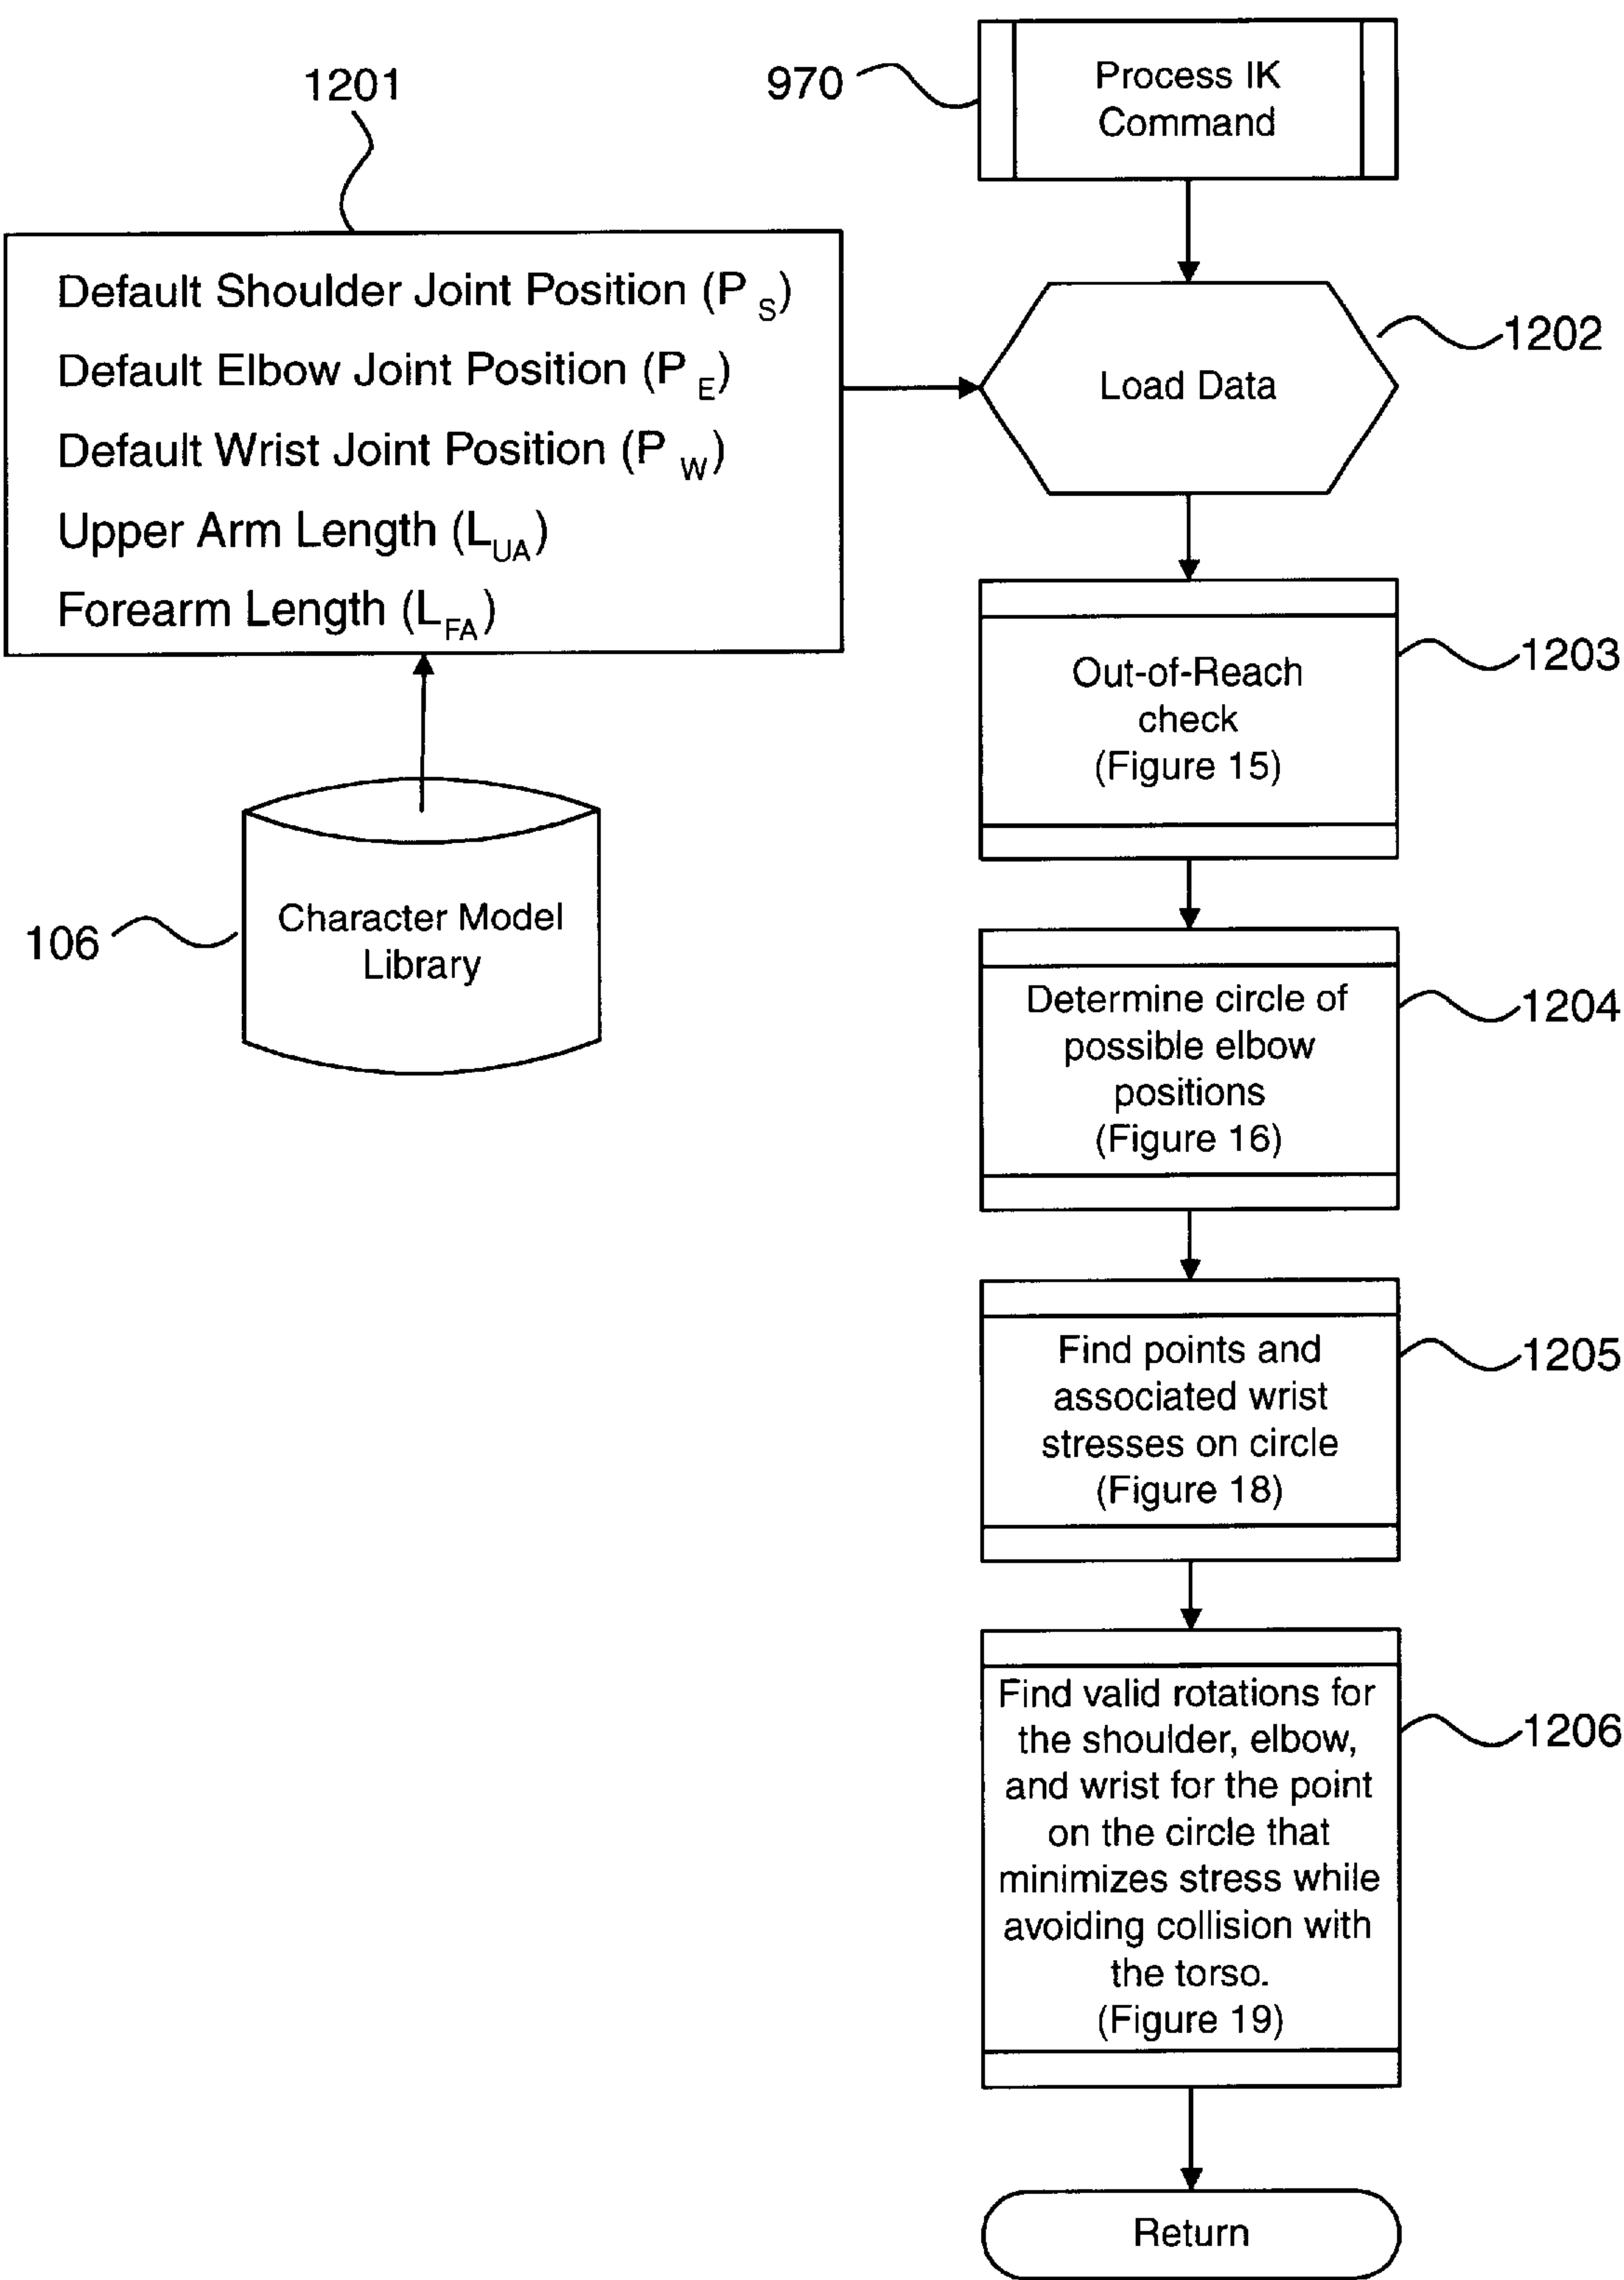 970
Process IK
Command
1201
Default Shoulder Joint Position (P S)
Default Elbow Joint Position (P E)
Default Wrist Joint Position (P W)
Upper Arm Length (LUA)
Forearm Length (LFA)
Load Data
1202
Out-of-Reach
check
(Figure 15)
1203
106
Character Model
Library
Determine circle of
possible elbow
positions
(Figure 16)
1204
Find points and
associated wrist
stresses on circle
(Figure 18)
1205
Find valid rotations for
the shoulder, elbow,
and wrist for the point
on the circle that
minimizes stress while
avoiding collision with
the torso.
(Figure 19)
1206
Return